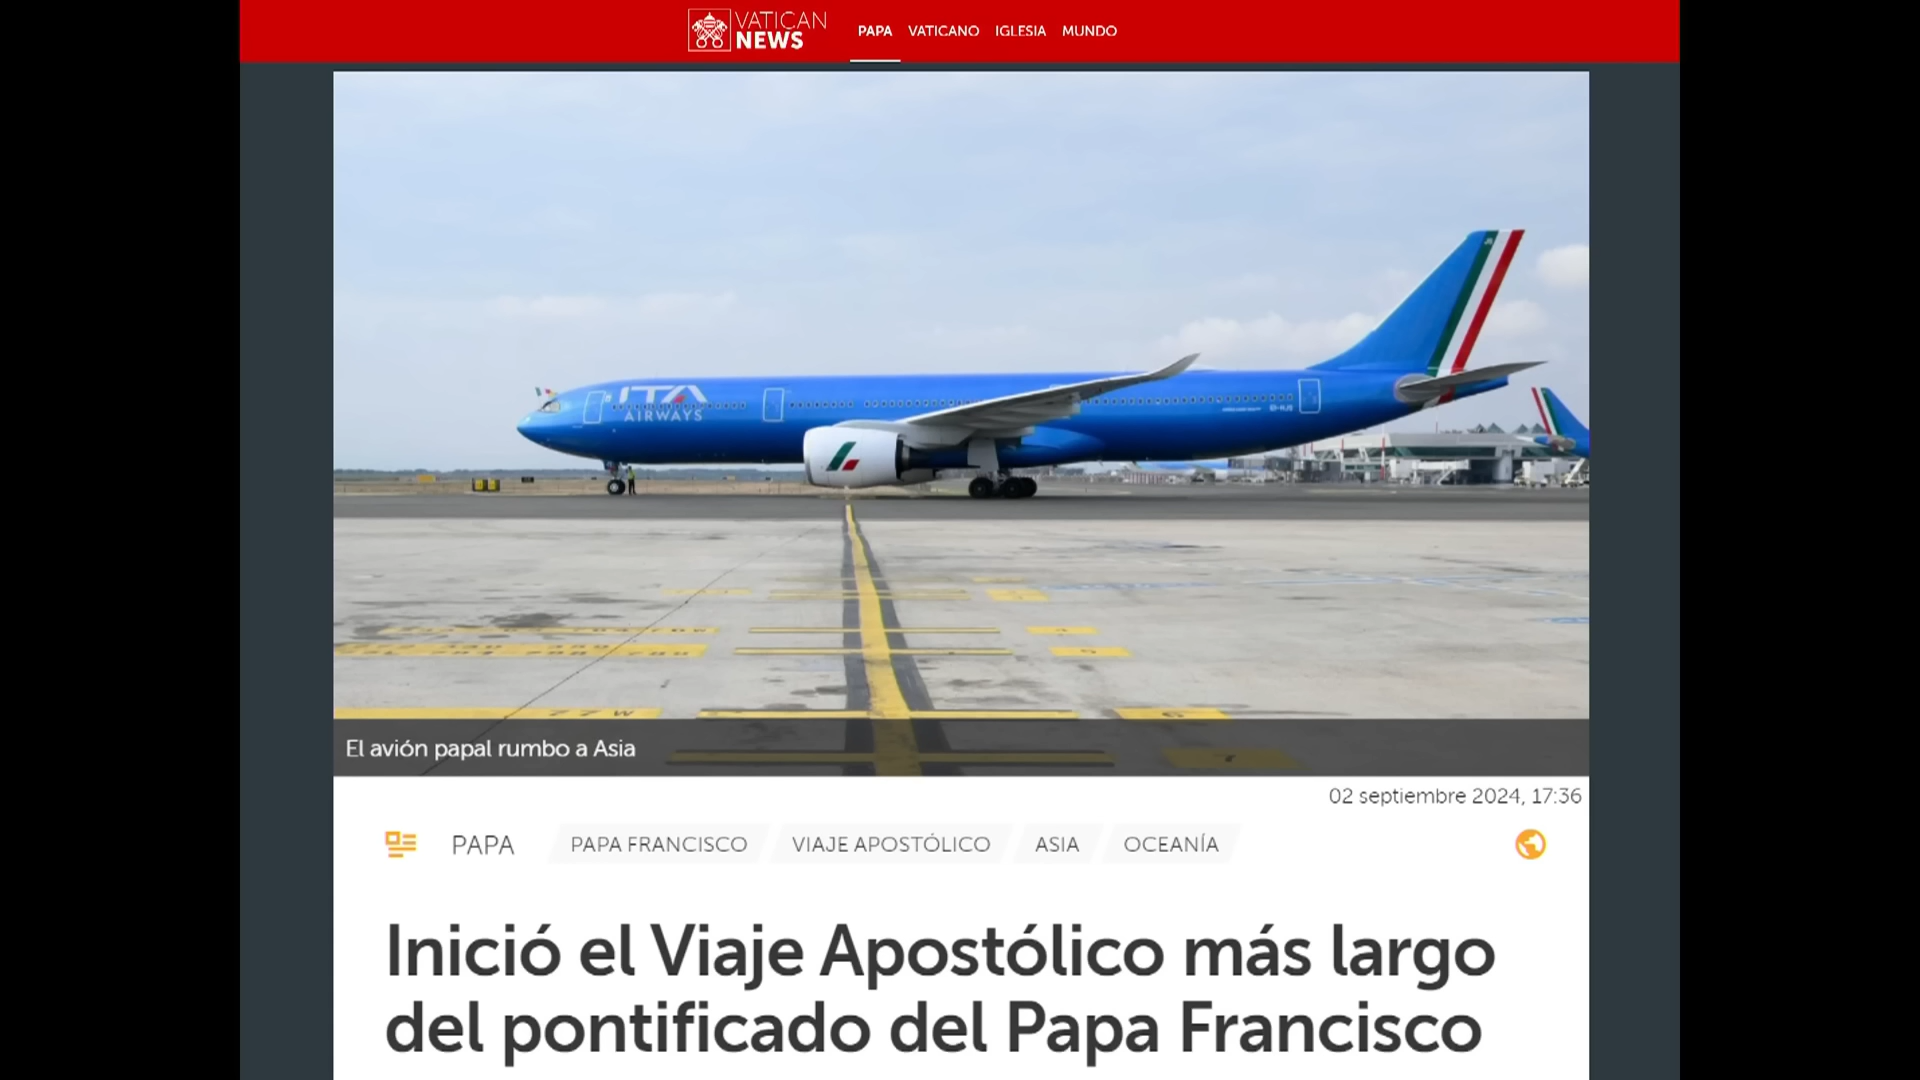 VATICAN
NEWS
PAPA
VATICANO
IGLESIA
MUNDO
ITA
AIRWAYS
El avión papal rumbo a Asia
02 septiembre 2024, 17:36
PAPA
PAPA FRANCISCO
VIAJE APOSTÓLICO
ASIA
OCEANÍA
Inició el Viaje Apostólico más largo
del pontificado del Papa Francisco